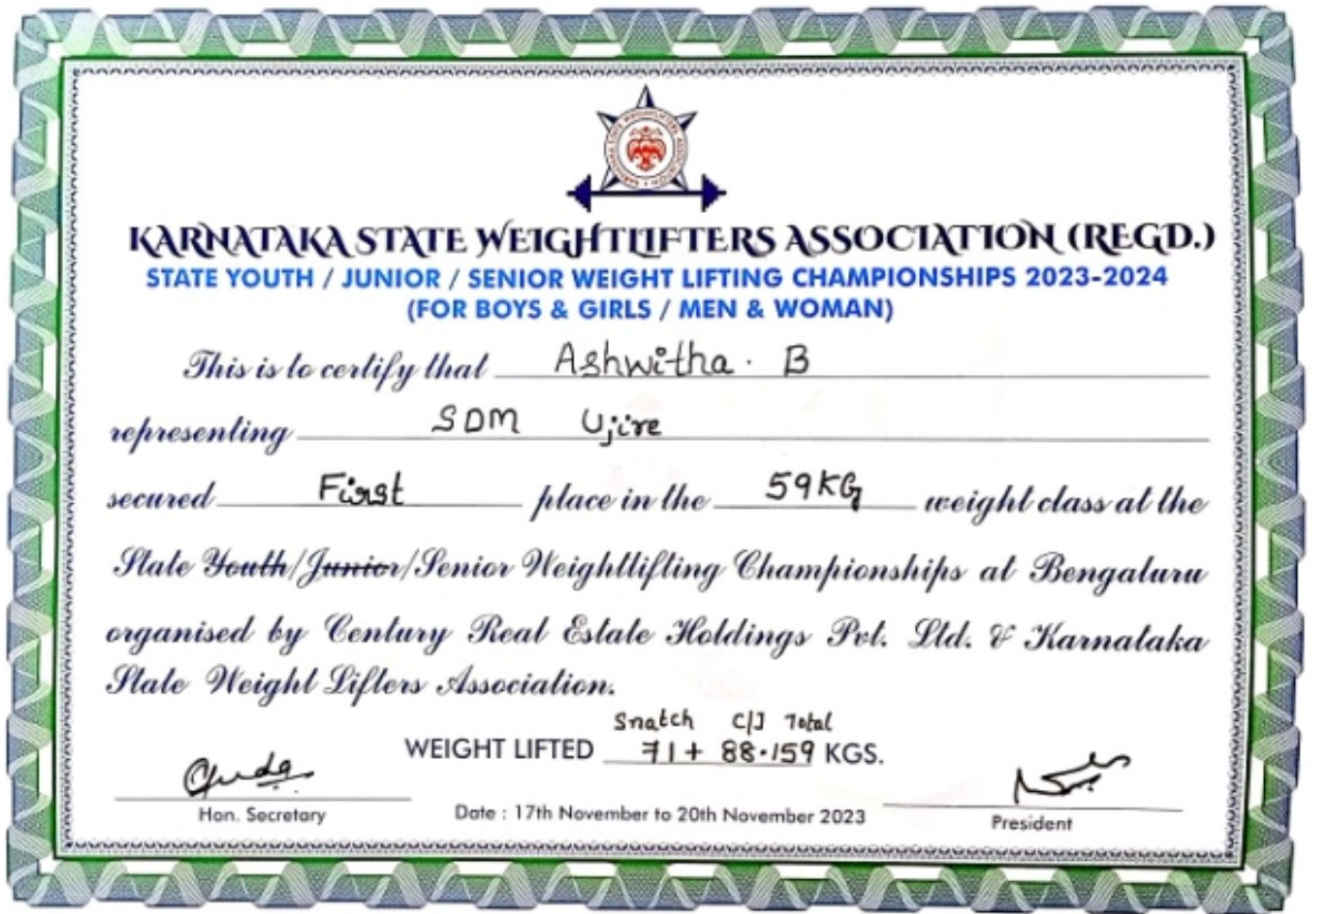 KARNATAKA STATE WEIGHTLIFTERS ASSOCIATION (REGD.)
STATE YOUTH / JUNIOR / SENIOR WEIGHT LIFTING CHAMPIONSHIPS 2023-2024
(FOR BOYS & GIRLS / MEN & WOMAN)
This is to certify that Ashwitha. B
representing SDM Ujire
secured First place in the 59KG weight class at the
State Youth/Junior/Senior Weightlifting Championships at Bengaluru
organised by Century Real Estate Holdings Pvt. Ltd. & Karnataka
State Weight Lifters Association.
Snatch C/J Total
WEIGHT LIFTED 71+ 88.159 KGS.
Hon. Secretary
Date : 17th November to 20th November 2023
President